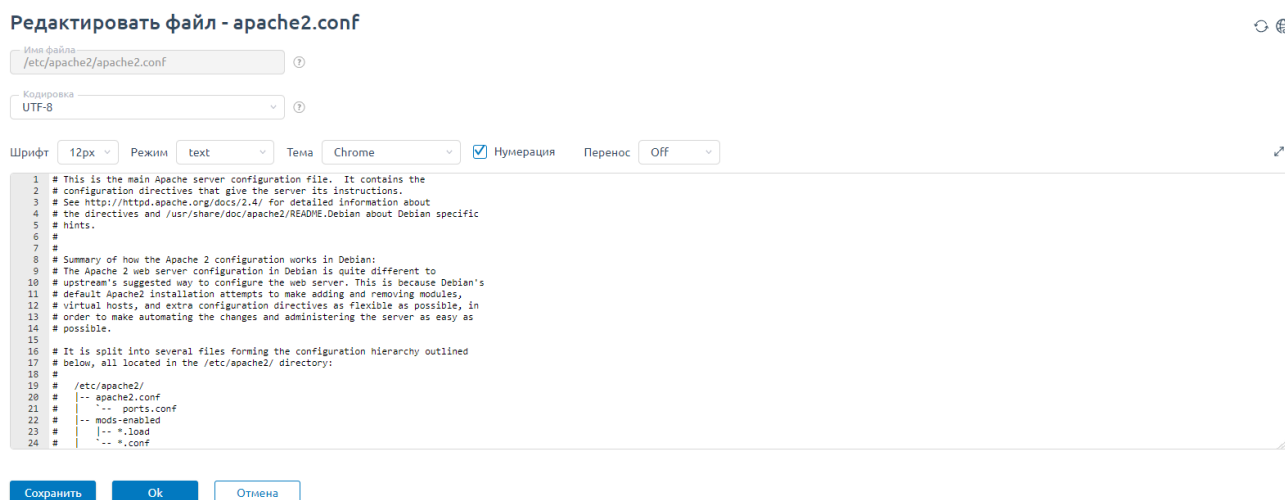 Редактировать файл - apache2.conf
Имя файла
/etc/apache2/apache2.conf
Кодировка
UTF-8
Шрифт 12px Режим text Тема Chrome Нумерация Перенос Off
1 # This is the main Apache server configuration file.  It contains the
2 # configuration directives that give the server its instructions.
3 # See http://httpd.apache.org/docs/2.4/ for detailed information about
4 # the directives and /usr/share/doc/apache2/README.Debian about Debian specific
5 # hints.
6 #
7 #
8 # Summary of how the Apache 2 configuration works in Debian:
9 # The Apache 2 web server configuration in Debian is quite different to
10 # upstream's suggested way to configure the web server. This is because Debian's
11 # default Apache2 installation attempts to make adding and removing modules,
12 # virtual hosts, and extra configuration directives as flexible as possible, in
13 # order to make automating the changes and administering the server as easy as
14 # possible.
15
16 # It is split into several files forming the configuration hierarchy outlined
17 # below, all located in the /etc/apache2/ directory:
18 #
19 #   /etc/apache2/
20 #   |-- apache2.conf
21 #   |   `--  ports.conf
22 #   |-- mods-enabled
23 #   |   |-- *.load
24 #   |   `-- *.conf
Сохранить Ok Отмена